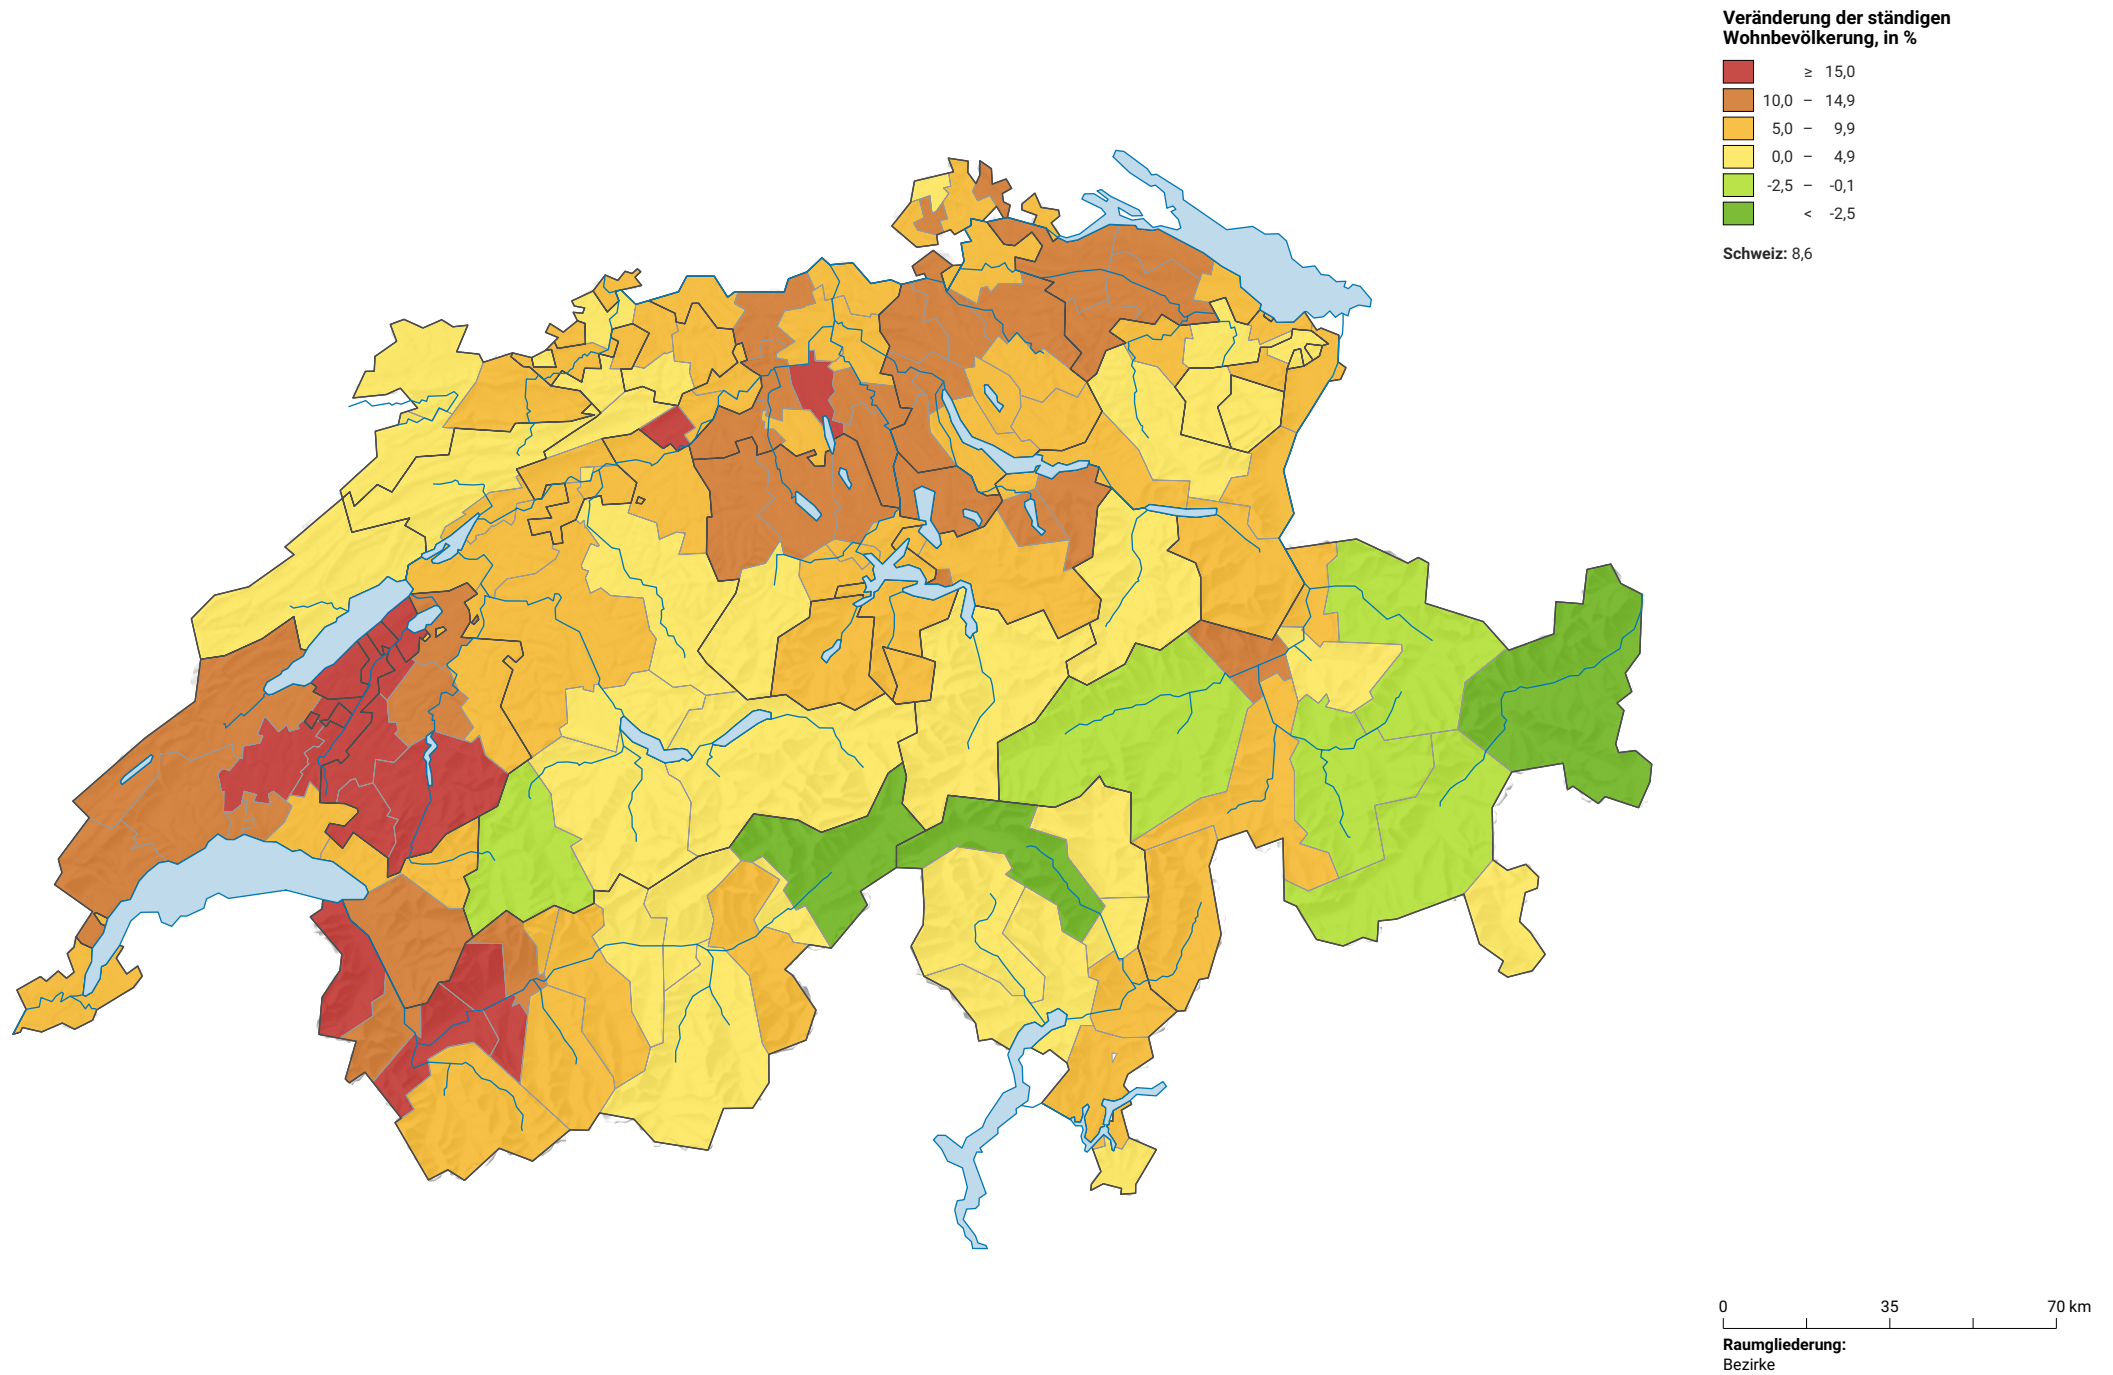 Veränderung der ständigen
Wohnbevölkerung, in %
≥ 15,0
10,0 – 14,9
5,0 – 9,9
0,0 – 4,9
-2,5 – -0,1
< -2,5
Schweiz: 8,6
0 35 70 km
Raumgliederung:
Bezirke